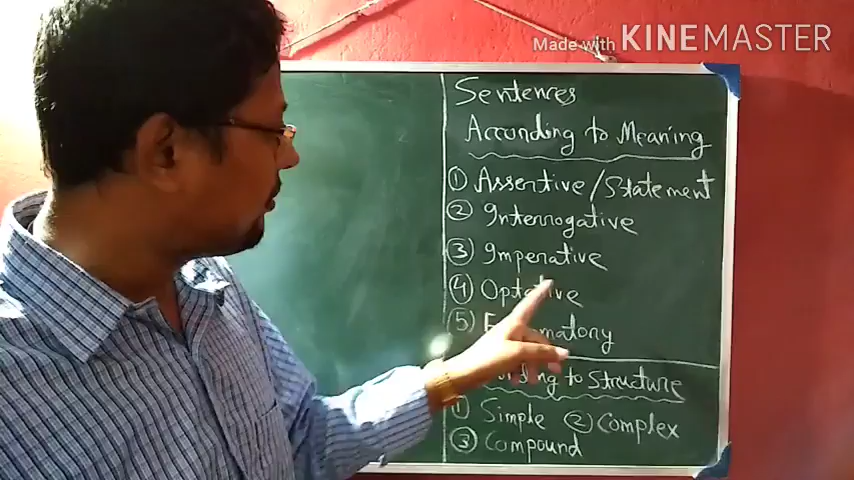 Made with KINEMASTER
Sentences
According to Meaning
① Assertive / Statement
② Interrogative
③ Imperative
④
⑤
to Structure
① Simple ② Complex
③ Compound